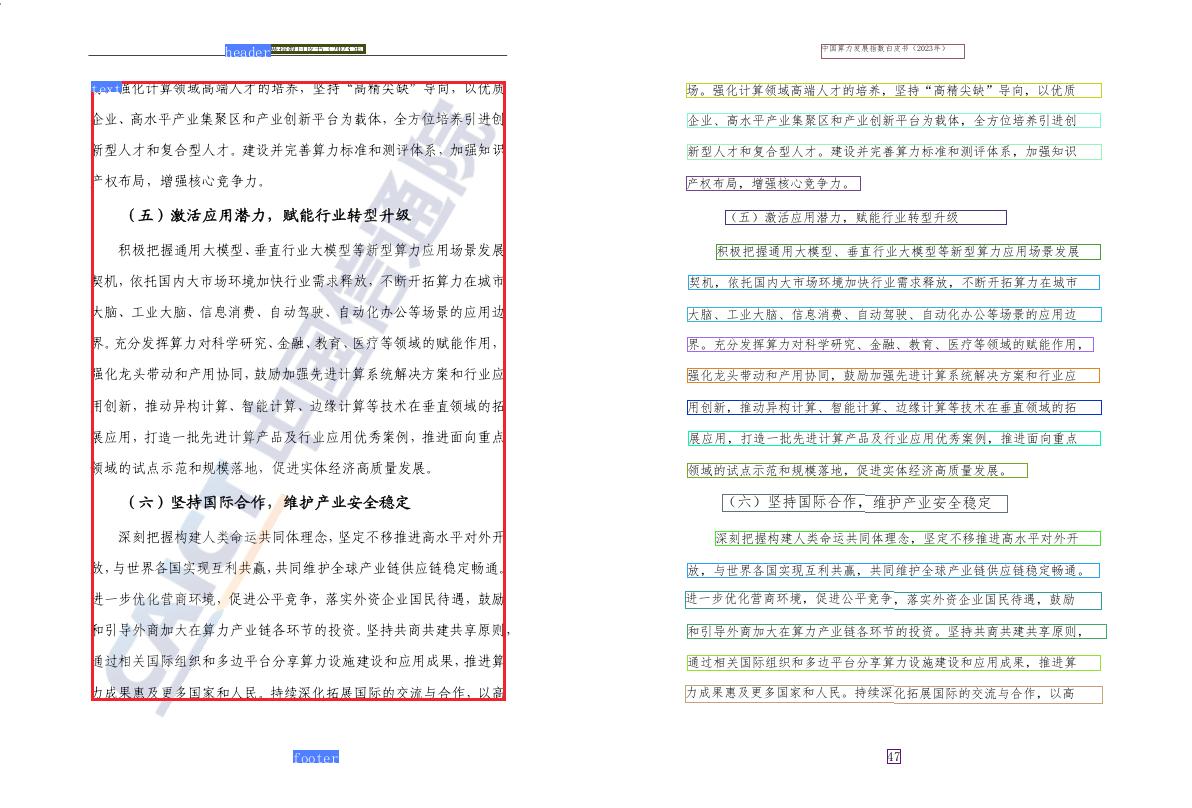 header
text强化计算领域高端人才的培养，坚持“高精尖缺”导向，以优质
企业、高水平产业集聚区和产业创新平台为载体，全方位培养引进创
新型人才和复合型人才。建设并完善算力标准和测评体系，加强知识
产权布局，增强核心竞争力。
（五）激活应用潜力，赋能行业转型升级
积极把握通用大模型、垂直行业大模型等新型算力应用场景发展
契机，依托国内大市场环境加快行业需求释放，不断开拓算力在城市
大脑、工业大脑、信息消费、自动驾驶、自动化办公等场景的应用边
界。充分发挥算力对科学研究、金融、教育、医疗等领域的赋能作用，
强化龙头带动和产用协同，鼓励加强先进计算系统解决方案和行业应
用创新，推动异构计算、智能计算、边缘计算等技术在垂直领域的拓
展应用，打造一批先进计算产品及行业应用优秀案例，推进面向重点
领域的试点示范和规模落地，促进实体经济高质量发展。
（六）坚持国际合作，维护产业安全稳定
深刻把握构建人类命运共同体理念，坚定不移推进高水平对外开
放，与世界各国实现互利共赢，共同维护全球产业链供应链稳定畅通。
进一步优化营商环境，促进公平竞争，落实外资企业国民待遇，鼓励
和引导外商加大在算力产业链各环节的投资。坚持共商共建共享原则，
通过相关国际组织和多边平台分享算力设施建设和应用成果，推进算
力成果惠及更多国家和人民。持续深化拓展国际的交流与合作，以高
CAICT 中国信通院
footer
中国算力发展指数白皮书（2023年）
场。强化计算领域高端人才的培养，坚持“高精尖缺”导向，以优质
企业、高水平产业集聚区和产业创新平台为载体，全方位培养引进创
新型人才和复合型人才。建设并完善算力标准和测评体系，加强知识
产权布局，增强核心竞争力。
（五）激活应用潜力，赋能行业转型升级
积极把握通用大模型、垂直行业大模型等新型算力应用场景发展
契机，依托国内大市场环境加快行业需求释放，不断开拓算力在城市
大脑、工业大脑、信息消费、自动驾驶、自动化办公等场景的应用边
界。充分发挥算力对科学研究、金融、教育、医疗等领域的赋能作用，
强化龙头带动和产用协同，鼓励加强先进计算系统解决方案和行业应
用创新，推动异构计算、智能计算、边缘计算等技术在垂直领域的拓
展应用，打造一批先进计算产品及行业应用优秀案例，推进面向重点
领域的试点示范和规模落地，促进实体经济高质量发展。
（六）坚持国际合作，维护产业安全稳定
深刻把握构建人类命运共同体理念，坚定不移推进高水平对外开
放，与世界各国实现互利共赢，共同维护全球产业链供应链稳定畅通。
进一步优化营商环境，促进公平竞争，落实外资企业国民待遇，鼓励
和引导外商加大在算力产业链各环节的投资。坚持共商共建共享原则，
通过相关国际组织和多边平台分享算力设施建设和应用成果，推进算
力成果惠及更多国家和人民。持续深化拓展国际的交流与合作，以高
47